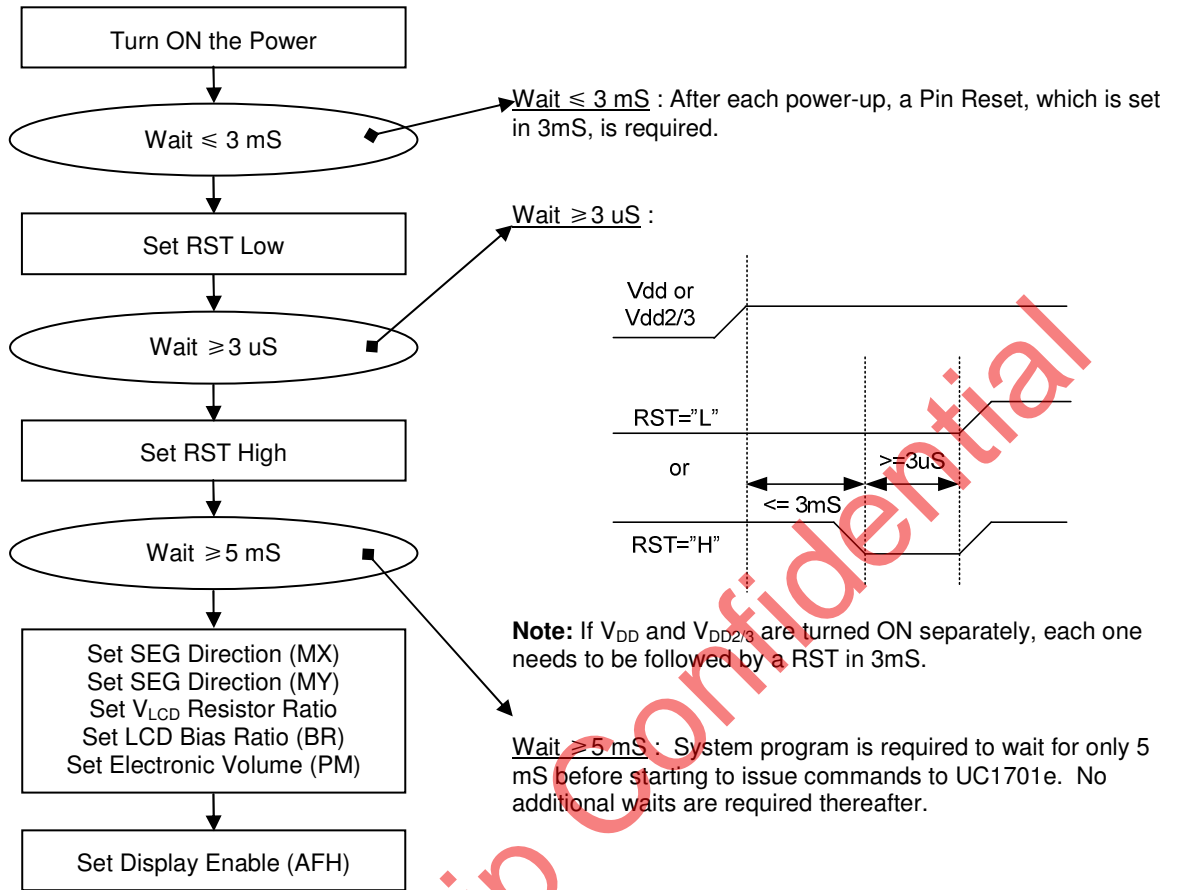 Turn ON the Power
Wait ≤ 3 mS
Set RST Low
Wait ≥ 3 uS
Set RST High
Wait ≥ 5 mS
Set SEG Direction (MX)
Set SEG Direction (MY)
Set VLCD Resistor Ratio
Set LCD Bias Ratio (BR)
Set Electronic Volume (PM)
Set Display Enable (AFH)
Wait ≤ 3 mS : After each power-up, a Pin Reset, which is set
in 3mS, is required.
Wait ≥ 3 uS :
Vdd or
Vdd2/3
RST="L"
or
>=3uS
<= 3mS
RST="H"
Note: If VDD and VDD2/3 are turned ON separately, each one
needs to be followed by a RST in 3mS.
Wait ≥ 5 mS : System program is required to wait for only 5
mS before starting to issue commands to UC1701e. No
additional waits are required thereafter.
Confidential